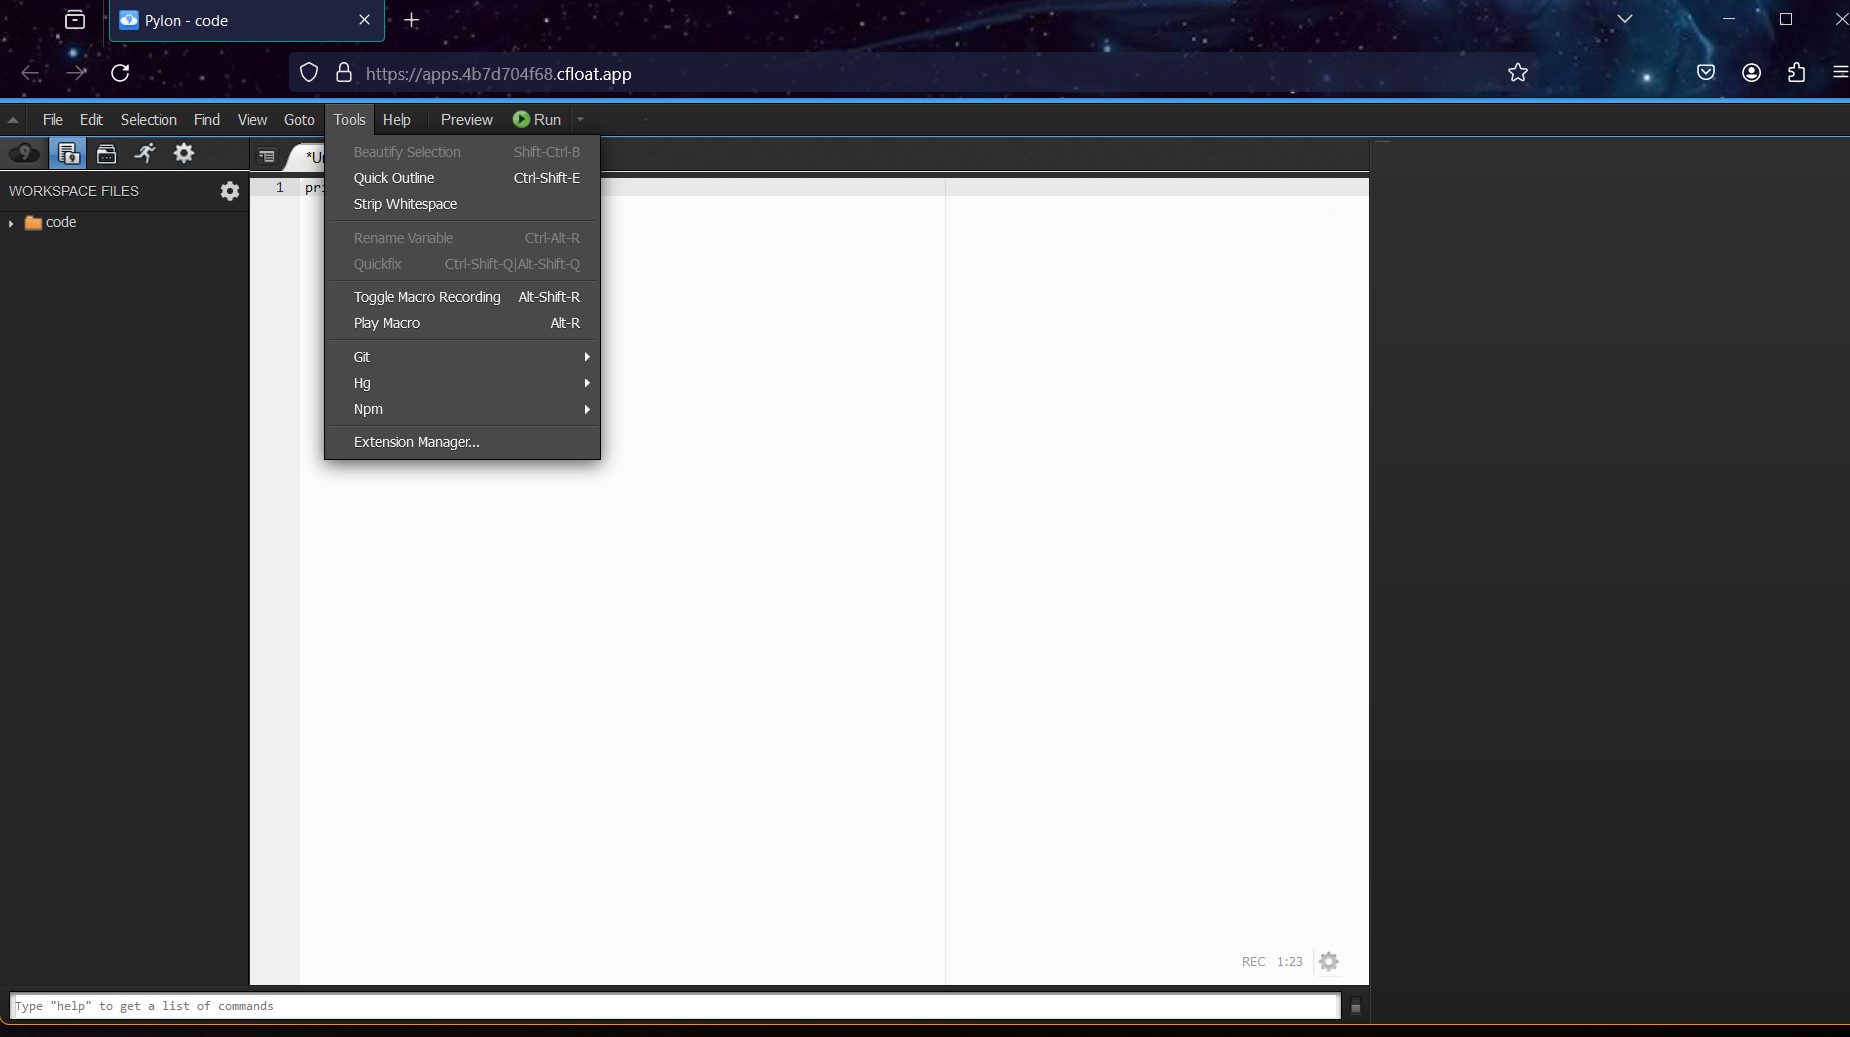 Pylon - code
https://apps.4b7d704f68.cfloat.app
File Edit Selection Find View Goto Tools Help Preview Run
WORKSPACE FILES
code
*Un
1 pri
Beautify Selection Shift-Ctrl-B
Quick Outline Ctrl-Shift-E
Strip Whitespace
Rename Variable Ctrl-Alt-R
Quickfix Ctrl-Shift-Q|Alt-Shift-Q
Toggle Macro Recording Alt-Shift-R
Play Macro Alt-R
Git
Hg
Npm
Extension Manager...
REC 1:23
Type "help" to get a list of commands